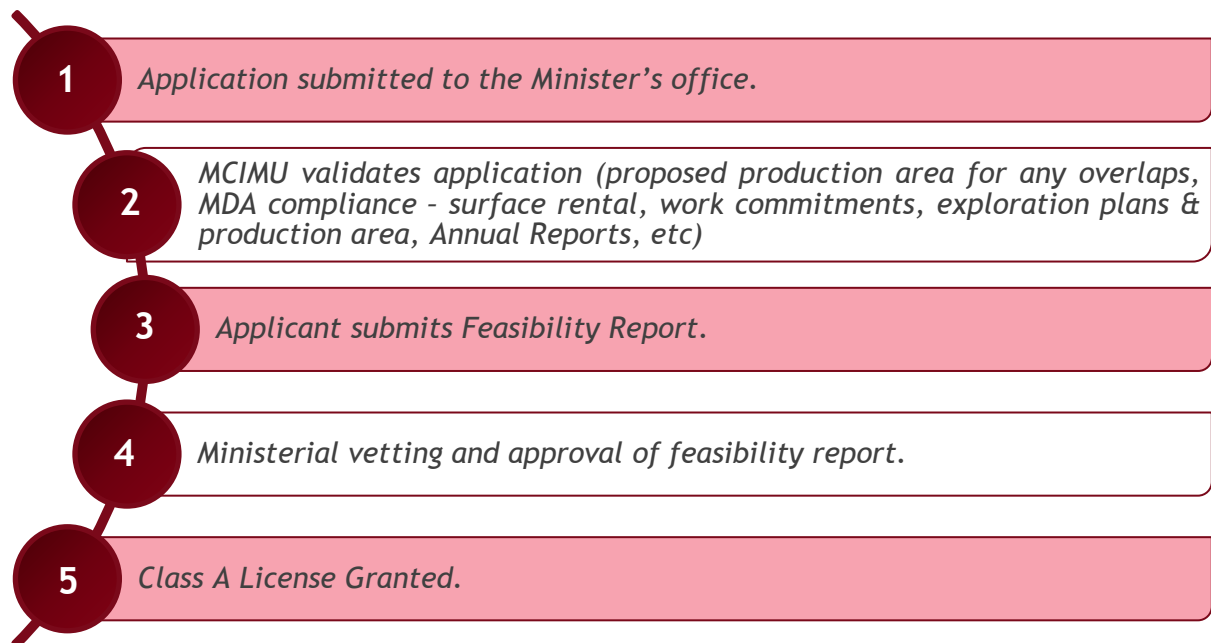 1
Application submitted to the Minister’s office.
2
MCIMU validates application (proposed production area for any overlaps,
MDA compliance – surface rental, work commitments, exploration plans &
production area, Annual Reports, etc)
3
Applicant submits Feasibility Report.
4
Ministerial vetting and approval of feasibility report.
5
Class A License Granted.